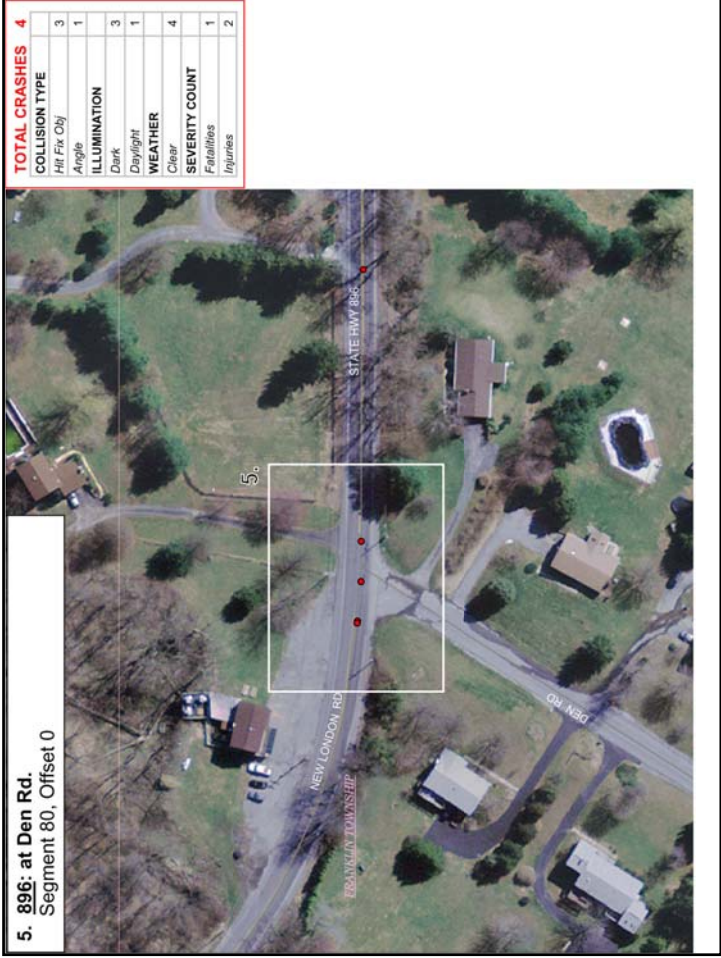 5. 896: at Den Rd.
Segment 80, Offset 0
TOTAL CRASHES 4
COLLISION TYPE
Hit Fix Obj 3
Angle 1
ILLUMINATION
Dark 3
Daylight 1
WEATHER
Clear 4
SEVERITY COUNT
Fatalities 1
Injuries 2
5.
STATE HWY 896
NEW LONDON RD
FRANKLIN TOWNSHIP
DEN RD